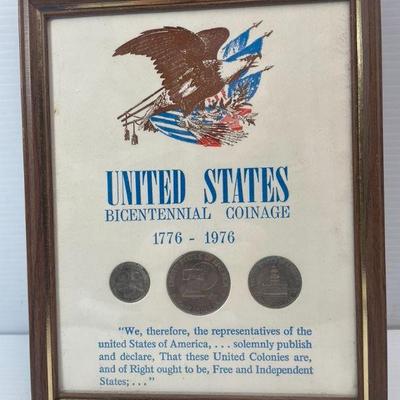 UNITED STATES
BICENTENNIAL COINAGE
1776 - 1976
"We, therefore, the representatives of the
united States of America, . . . solemnly publish
and declare, That these United Colonies are,
and of Right ought to be, Free and Independent
States; . . ."